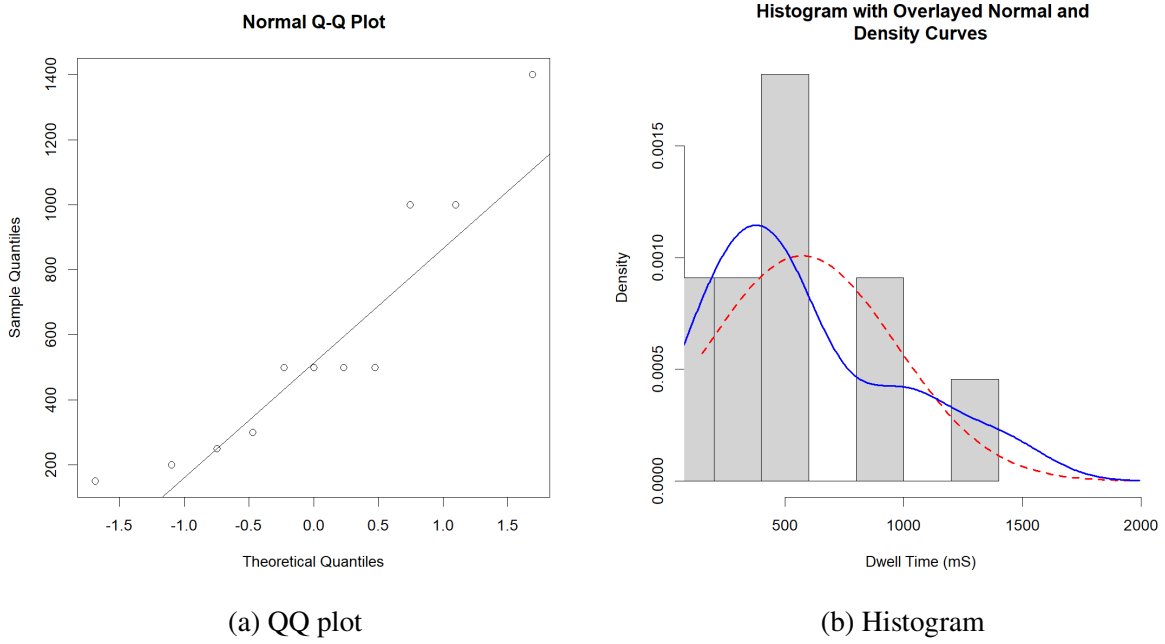 Normal Q-Q Plot
1400
1200
1000
800
600
400
200
Sample Quantiles
-1.5 -1.0 -0.5 0.0 0.5 1.0 1.5
Theoretical Quantiles
(a) QQ plot
Histogram with Overlayed Normal and
Density Curves
0.0015
0.0010
0.0005
0.0000
Density
500 1000 1500 2000
Dwell Time (mS)
(b) Histogram